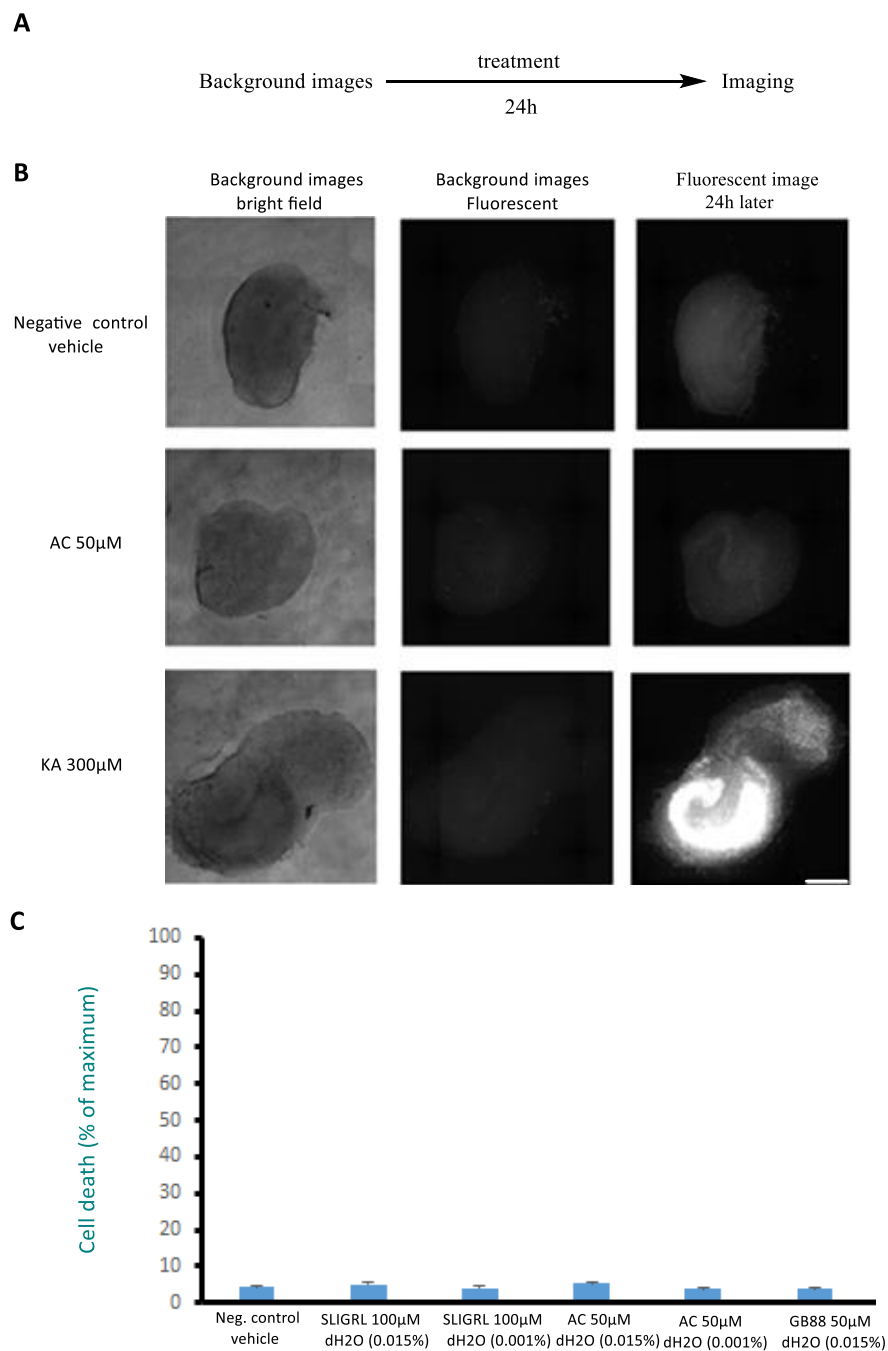 A
Background images
treatment
24h
Imaging
B
Background images
bright field
Background images
Fluorescent
Fluorescent image
24h later
Negative control
vehicle
AC 50µM
KA 300µM
C
Cell death (% of maximum)
100
90
80
70
60
50
40
30
20
10
0
Neg. control
vehicle
SLIGRL 100µM
dH2O (0.015%)
SLIGRL 100µM
dH2O (0.001%)
AC 50µM
dH2O (0.015%)
AC 50µM
dH2O (0.001%)
GB88 50µM
dH2O (0.015%)